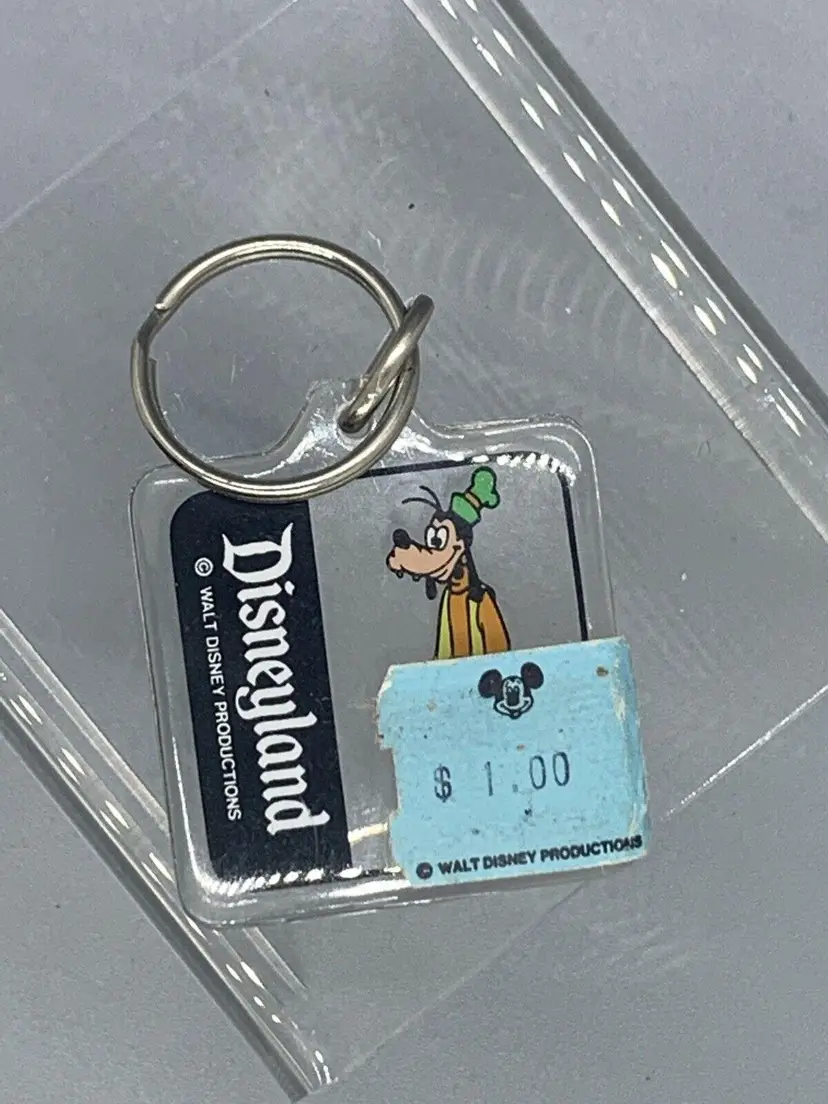 Disneyland
© WALT DISNEY PRODUCTIONS
$ 1.00
© WALT DISNEY PRODUCTIONS